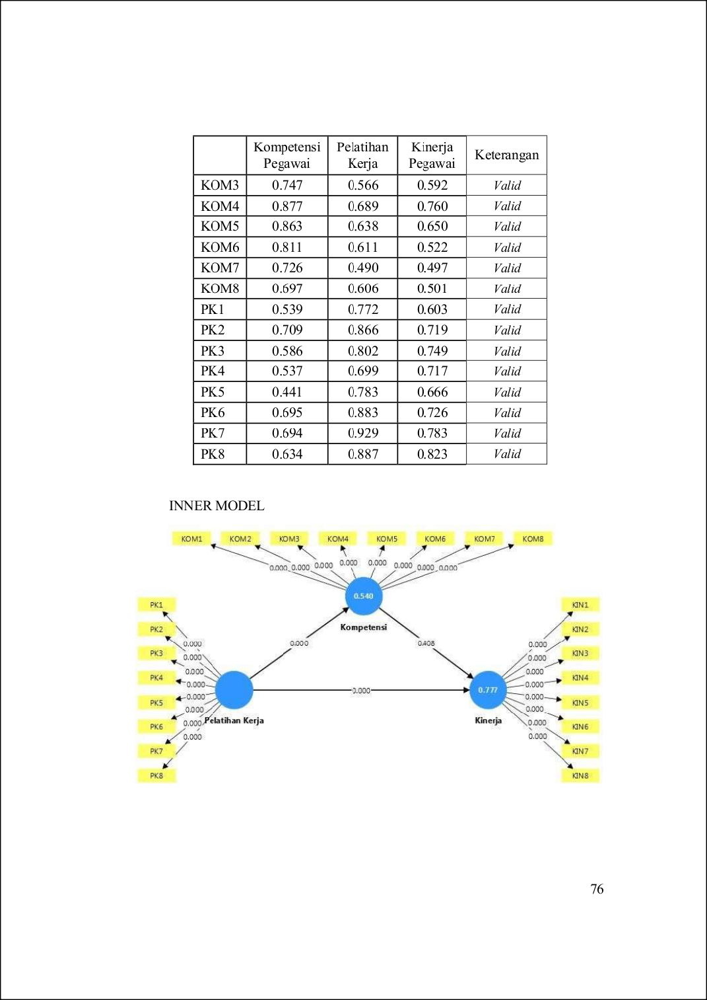 Kompetensi Pegawai Pelatihan Kerja Kinerja Pegawai Keterangan
KOM3 0.747 0.566 0.592 Valid
KOM4 0.877 0.689 0.760 Valid
KOM5 0.863 0.638 0.650 Valid
KOM6 0.811 0.611 0.522 Valid
KOM7 0.726 0.490 0.497 Valid
KOM8 0.697 0.606 0.501 Valid
PK1 0.539 0.772 0.603 Valid
PK2 0.709 0.866 0.719 Valid
PK3 0.586 0.802 0.749 Valid
PK4 0.537 0.699 0.717 Valid
PK5 0.441 0.783 0.666 Valid
PK6 0.695 0.883 0.726 Valid
PK7 0.694 0.929 0.783 Valid
PK8 0.634 0.887 0.823 Valid
INNER MODEL
KOM1 KOM2 KOM3 KOM4 KOM5 KOM6 KOM7 KOM8
0.000 0.000 0.000 0.000 0.000 0.000 0.000 0.000
0.540
PK1 KIN1
Kompetensi
PK2 KIN2
0.000 0.000 0.408 0.000
PK3 KIN3
0.000 0.000
0.000 0.000
PK4 KIN4
0.000 0.000
0.777
0.000
0.000 0.000
PK5 KIN5
0.000 0.000
Pelatihan Kerja Kinerja
0.000 0.000
PK6 KIN6
0.000 0.000
PK7 KIN7
PK8 KIN8
76